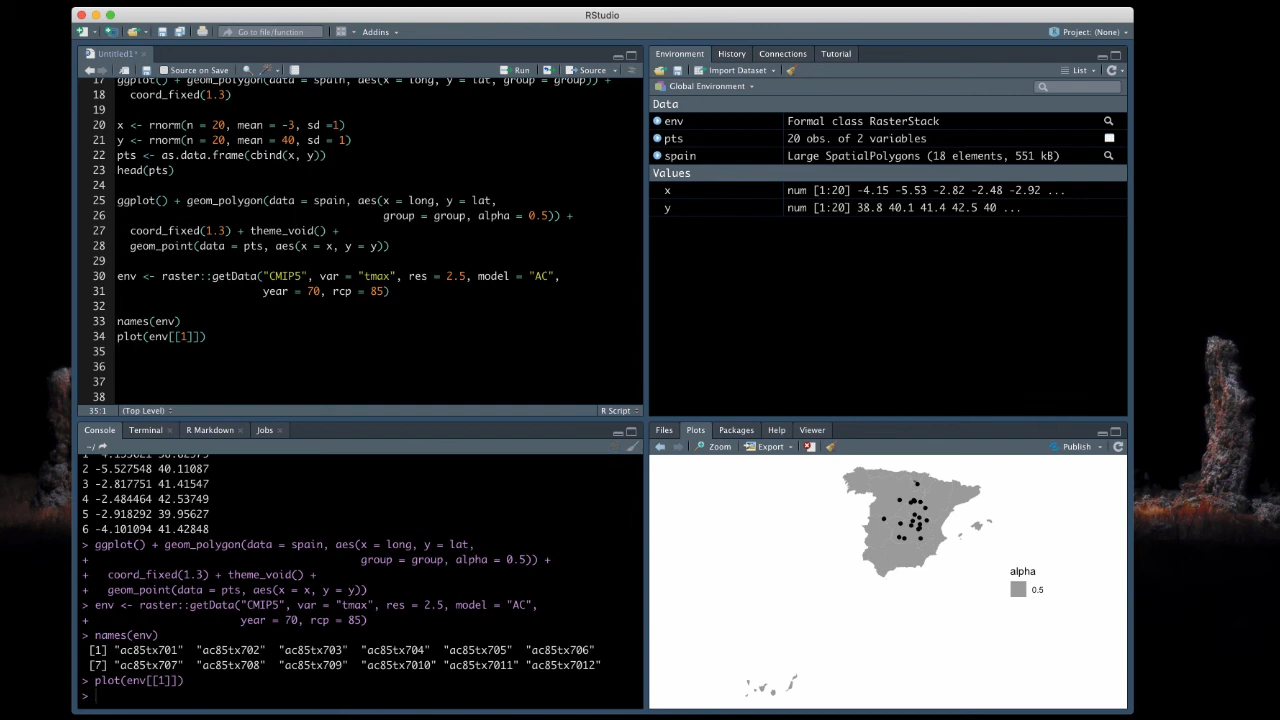 RStudio
Go to file/function
Addins
Project: (None)
Untitled1*
Source on Save
Run
Source
17 ggplot() + geom_polygon(data = spain, aes(x = long, y = lat, group = group)) +
18 coord_fixed(1.3)
19
20 x <- rnorm(n = 20, mean = -3, sd =1)
21 y <- rnorm(n = 20, mean = 40, sd = 1)
22 pts <- as.data.frame(cbind(x, y))
23 head(pts)
24
25 ggplot() + geom_polygon(data = spain, aes(x = long, y = lat,
26 group = group, alpha = 0.5)) +
27 coord_fixed(1.3) + theme_void() +
28 geom_point(data = pts, aes(x = x, y = y))
29
30 env <- raster::getData("CMIP5", var = "tmax", res = 2.5, model = "AC",
31 year = 70, rcp = 85)
32
33 names(env)
34 plot(env[[1]])
35
36
37
38
35:1 (Top Level) R Script
Environment History Connections Tutorial
Import Dataset List
Global Environment
Data
env Formal class RasterStack
pts 20 obs. of 2 variables
spain Large SpatialPolygons (18 elements, 551 kB)
Values
x num [1:20] -4.15 -5.53 -2.82 -2.48 -2.92 ...
y num [1:20] 38.8 40.1 41.4 42.5 40 ...
Console Terminal R Markdown Jobs
~/
2 -5.527548 40.11087
3 -2.817751 41.41547
4 -2.484464 42.53749
5 -2.918292 39.95627
6 -4.101094 41.42848
> ggplot() + geom_polygon(data = spain, aes(x = long, y = lat,
+ group = group, alpha = 0.5)) +
+ coord_fixed(1.3) + theme_void() +
+ geom_point(data = pts, aes(x = x, y = y))
> env <- raster::getData("CMIP5", var = "tmax", res = 2.5, model = "AC",
+ year = 70, rcp = 85)
> names(env)
[1] "ac85tx701" "ac85tx702" "ac85tx703" "ac85tx704" "ac85tx705" "ac85tx706"
[7] "ac85tx707" "ac85tx708" "ac85tx709" "ac85tx7010" "ac85tx7011" "ac85tx7012"
> plot(env[[1]])
>
Files Plots Packages Help Viewer
Zoom Export Publish
alpha
0.5